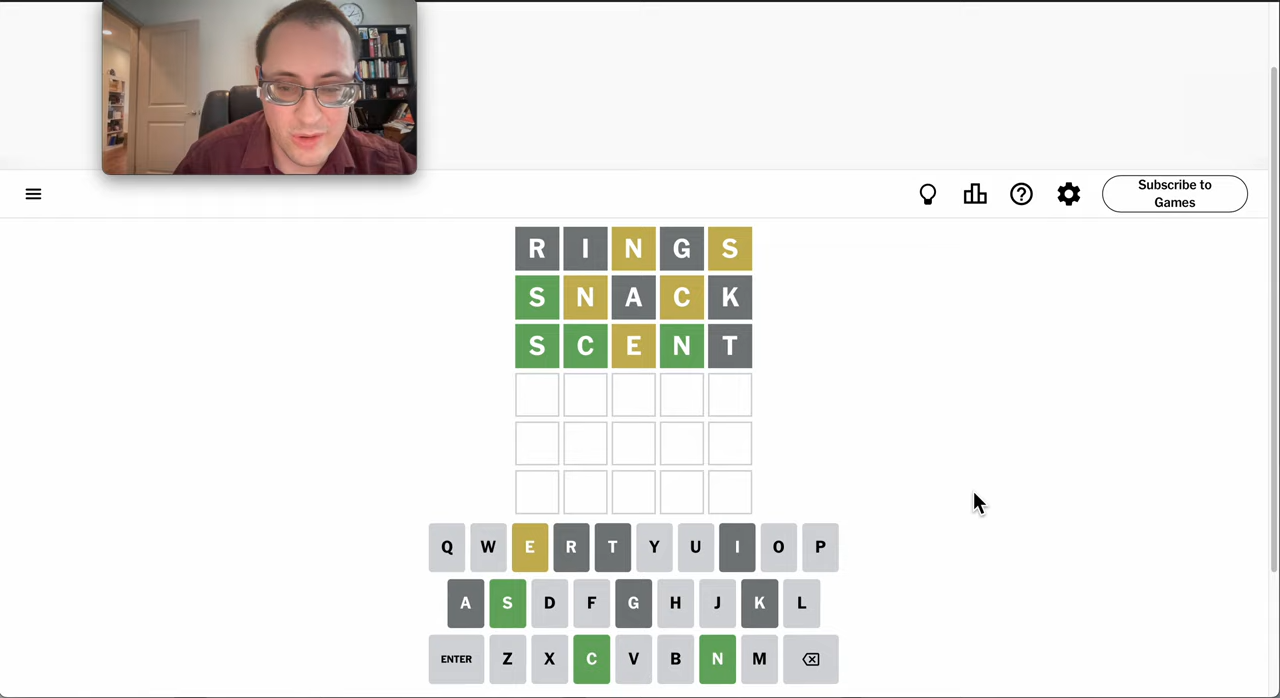 Subscribe to
Games
R I N G S
S N A C K
S C E N T
Q W E R T Y U I O P
A S D F G H J K L
ENTER Z X C V B N M